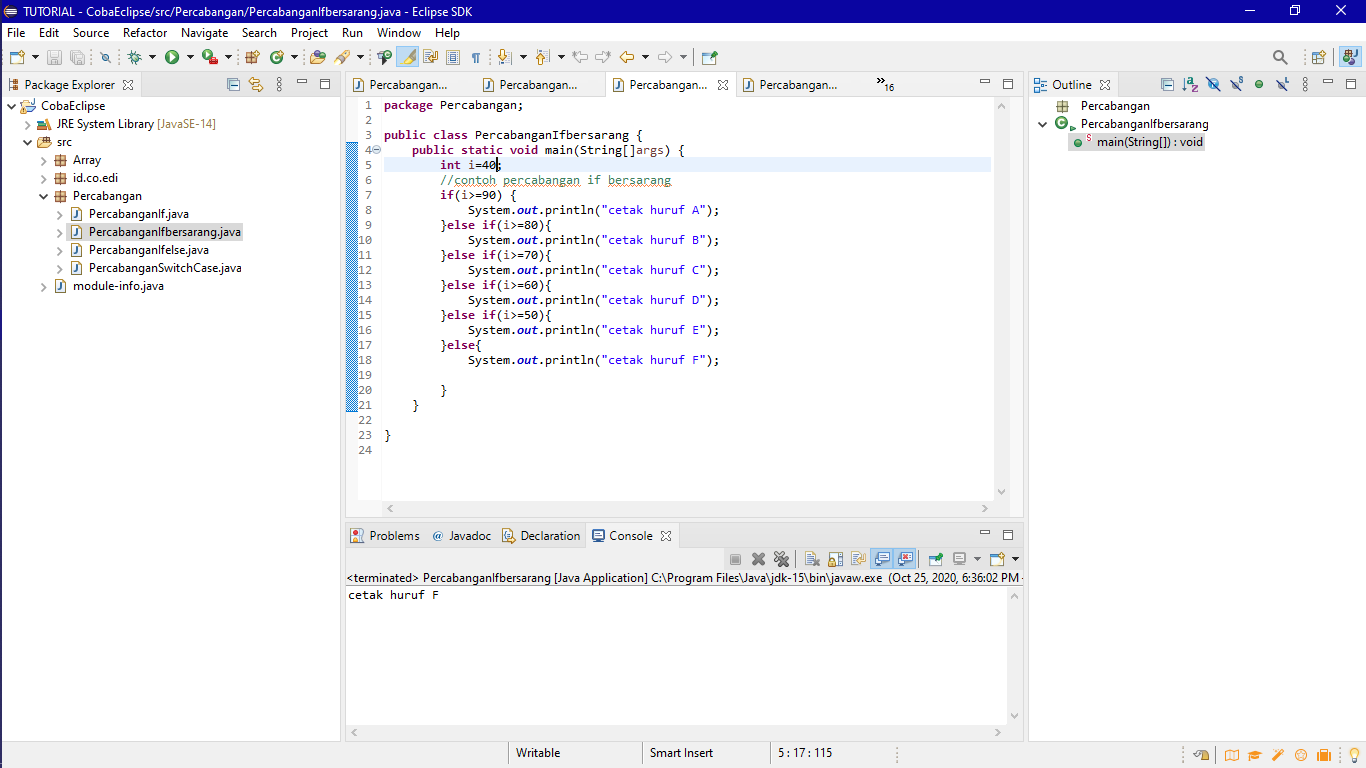 TUTORIAL - CobaEclipse/src/Percabangan/PercabanganIfbersarang.java - Eclipse SDK
File Edit Source Refactor Navigate Search Project Run Window Help
Package Explorer
CobaEclipse
JRE System Library [JavaSE-14]
src
Array
id.co.edi
Percabangan
PercabanganIf.java
PercabanganIfbersarang.java
PercabanganIfelse.java
PercabanganSwitchCase.java
module-info.java
Percabangan... Percabangan... Percabangan... Percabangan... »16
1 package Percabangan;
2
3 public class PercabanganIfbersarang {
4 public static void main(String[]args) {
5 int i=40;
6 //contoh percabangan if bersarang
7 if(i>=90) {
8 System.out.println("cetak huruf A");
9 }else if(i>=80){
10 System.out.println("cetak huruf B");
11 }else if(i>=70){
12 System.out.println("cetak huruf C");
13 }else if(i>=60){
14 System.out.println("cetak huruf D");
15 }else if(i>=50){
16 System.out.println("cetak huruf E");
17 }else{
18 System.out.println("cetak huruf F");
19
20 }
21 }
22
23 }
24
Outline
Percabangan
PercabanganIfbersarang
main(String[]) : void
Problems @ Javadoc Declaration Console
<terminated> PercabanganIfbersarang [Java Application] C:\Program Files\Java\jdk-15\bin\javaw.exe (Oct 25, 2020, 6:36:02 PM
cetak huruf F
Writable Smart Insert 5 : 17 : 115